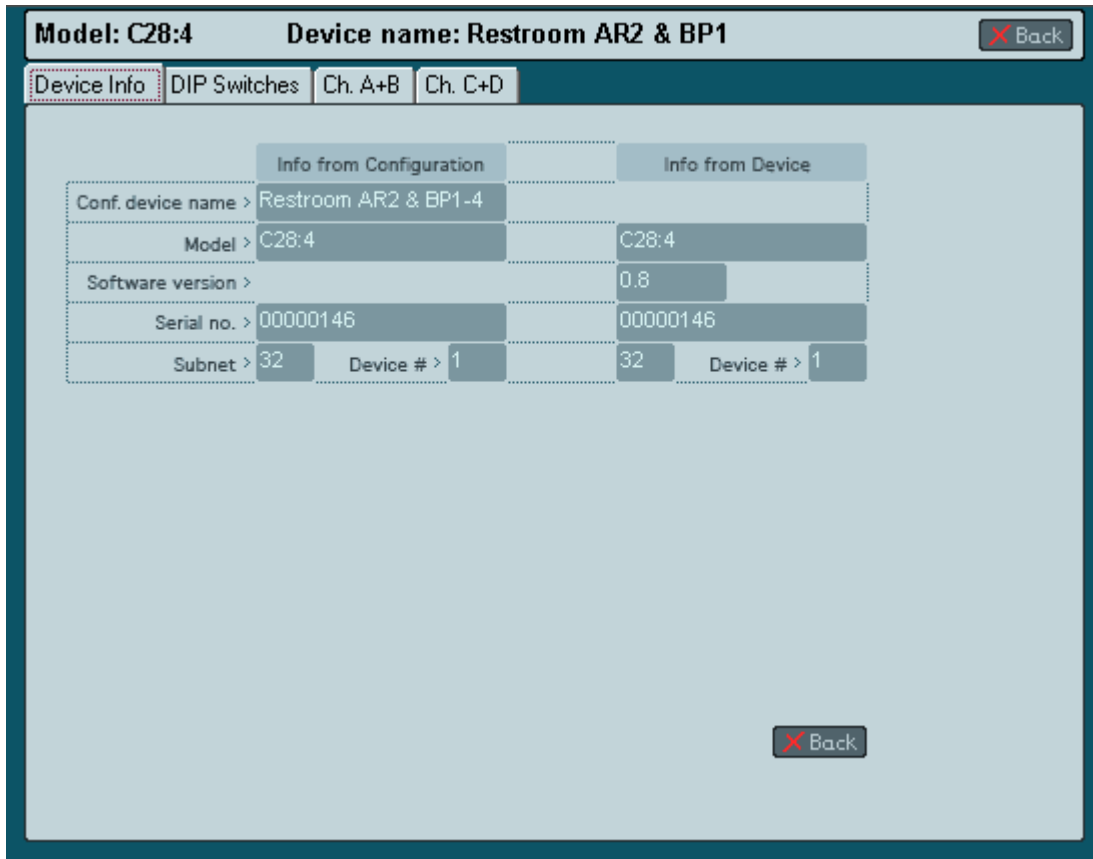 Model: C28:4 Device name: Restroom AR2 & BP1 Back
Device Info DIP Switches Ch. A+B Ch. C+D
Info from Configuration Info from Device
Conf. device name > Restroom AR2 & BP1-4
Model > C28:4 C28:4
Software version > 0.8
Serial no. > 00000146 00000146
Subnet > 32 Device # > 1 32 Device # > 1
Back